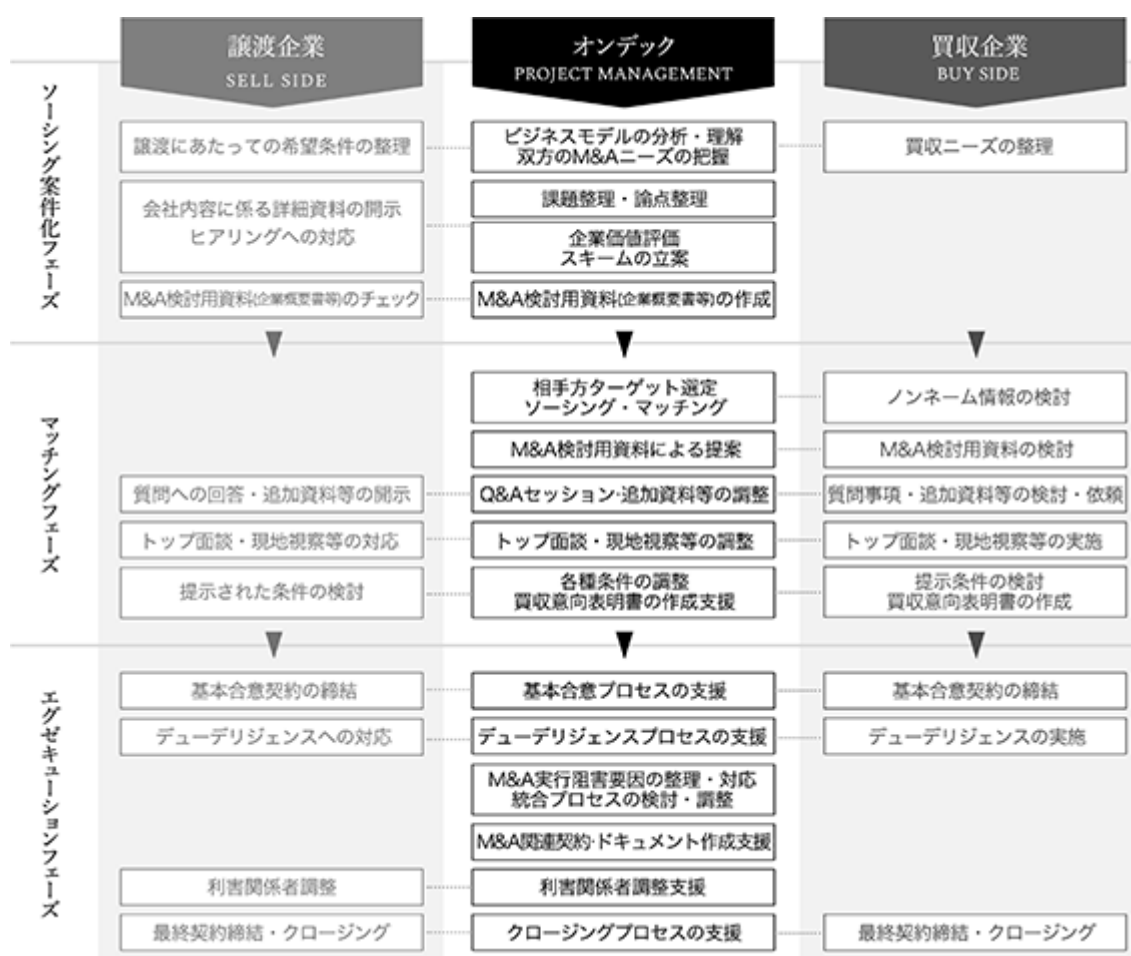 譲渡企業
SELL SIDE
オンデック
PROJECT MANAGEMENT
買収企業
BUY SIDE
ソーシング案件化フェーズ
譲渡にあたっての希望条件の整理
ビジネスモデルの分析・理解
双方のM&Aニーズの把握
買収ニーズの整理
会社内容に係る詳細資料の開示
ヒアリングへの対応
課題整理・論点整理
企業価値評価
スキームの立案
M&A検討用資料(企業概要書等)のチェック
M&A検討用資料(企業概要書等)の作成
マッチングフェーズ
相手方ターゲット選定
ソーシング・マッチング
ノンネーム情報の検討
M&A検討用資料による提案
M&A検討用資料の検討
質問への回答・追加資料等の開示
Q&Aセッション・追加資料等の調整
質問事項・追加資料等の検討・依頼
トップ面談・現地視察等の対応
トップ面談・現地視察等の調整
トップ面談・現地視察等の実施
提示された条件の検討
各種条件の調整
買収意向表明書の作成支援
提示条件の検討
買収意向表明書の作成
エグゼキューションフェーズ
基本合意契約の締結
基本合意プロセスの支援
基本合意契約の締結
デューデリジェンスへの対応
デューデリジェンスプロセスの支援
デューデリジェンスの実施
M&A実行阻害要因の整理・対応
統合プロセスの検討・調整
M&A関連契約・ドキュメント作成支援
利害関係者調整
利害関係者調整支援
最終契約締結・クロージング
クロージングプロセスの支援
最終契約締結・クロージング